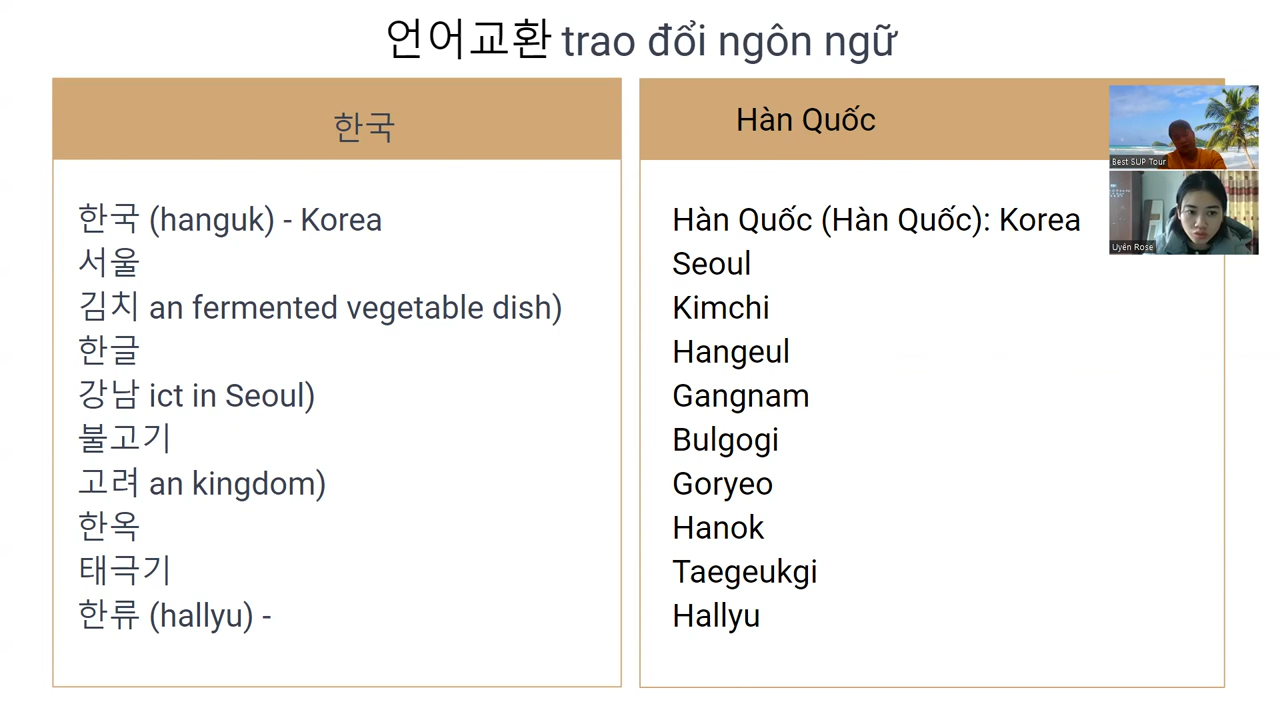 언어교환 trao đổi ngôn ngữ
한국
한국 (hanguk) - Korea
서울
김치 an fermented vegetable dish)
한글
강남 ict in Seoul)
불고기
고려 an kingdom)
한옥
태극기
한류 (hallyu) -
Hàn Quốc
Hàn Quốc (Hàn Quốc): Korea
Seoul
Kimchi
Hangeul
Gangnam
Bulgogi
Goryeo
Hanok
Taegeukgi
Hallyu
Best SUP Tour
Uyên Rose